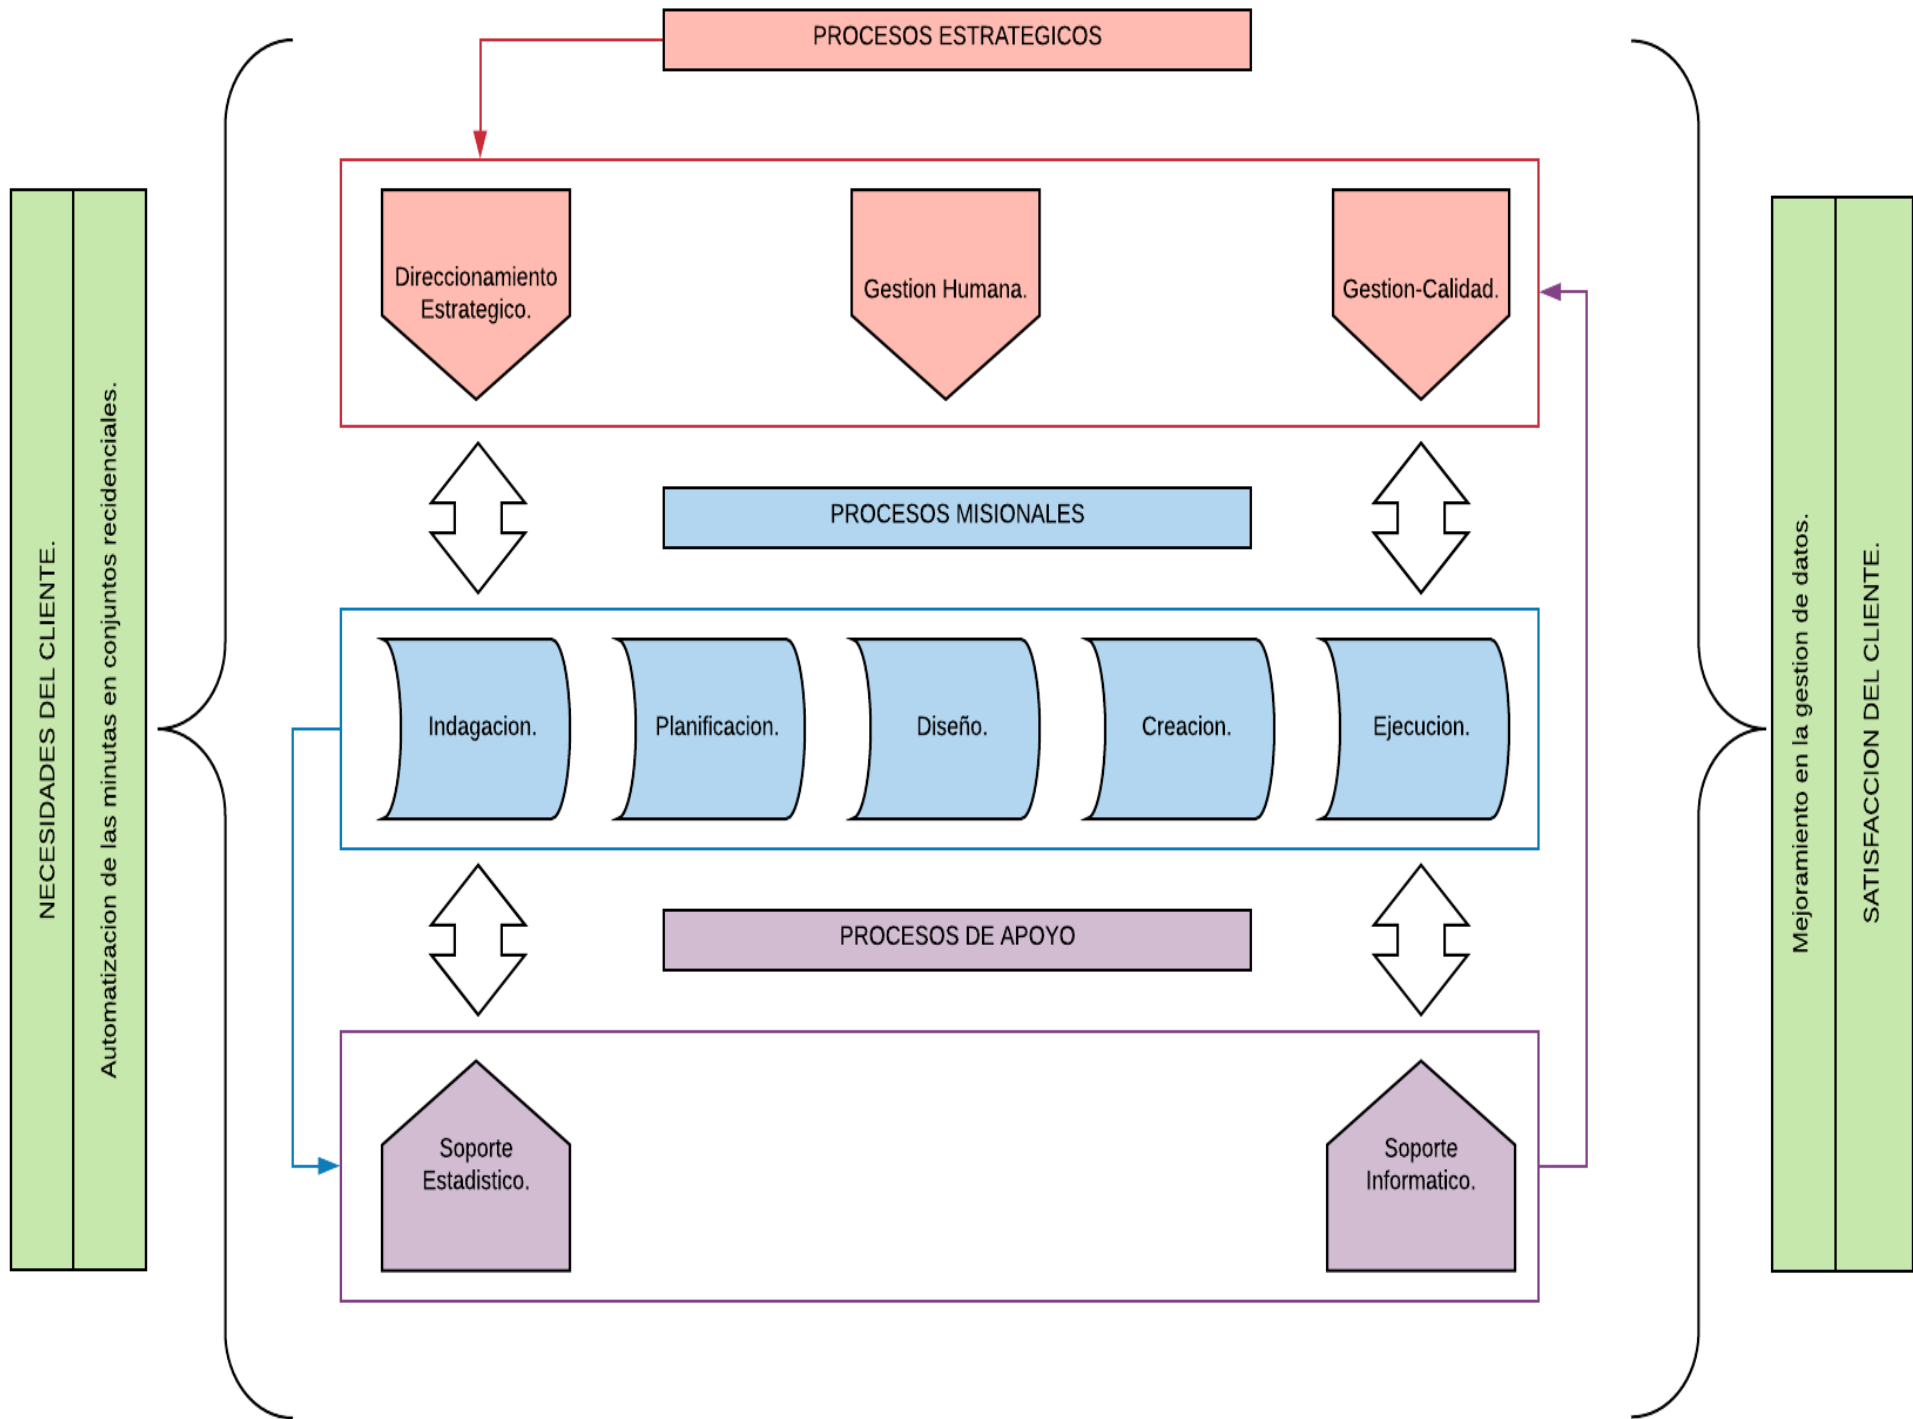 PROCESOS ESTRATEGICOS
NECESIDADES DEL CLIENTE.
Automatizacion de las minutas en conjuntos recidenciales.
Direccionamiento
Estrategico.
Gestion Humana.
Gestion-Calidad.
PROCESOS MISIONALES
Indagacion.
Planificacion.
Diseño.
Creacion.
Ejecucion.
PROCESOS DE APOYO
Soporte
Estadistico.
Soporte
Informatico.
Mejoramiento en la gestion de datos.
SATISFACCION DEL CLIENTE.